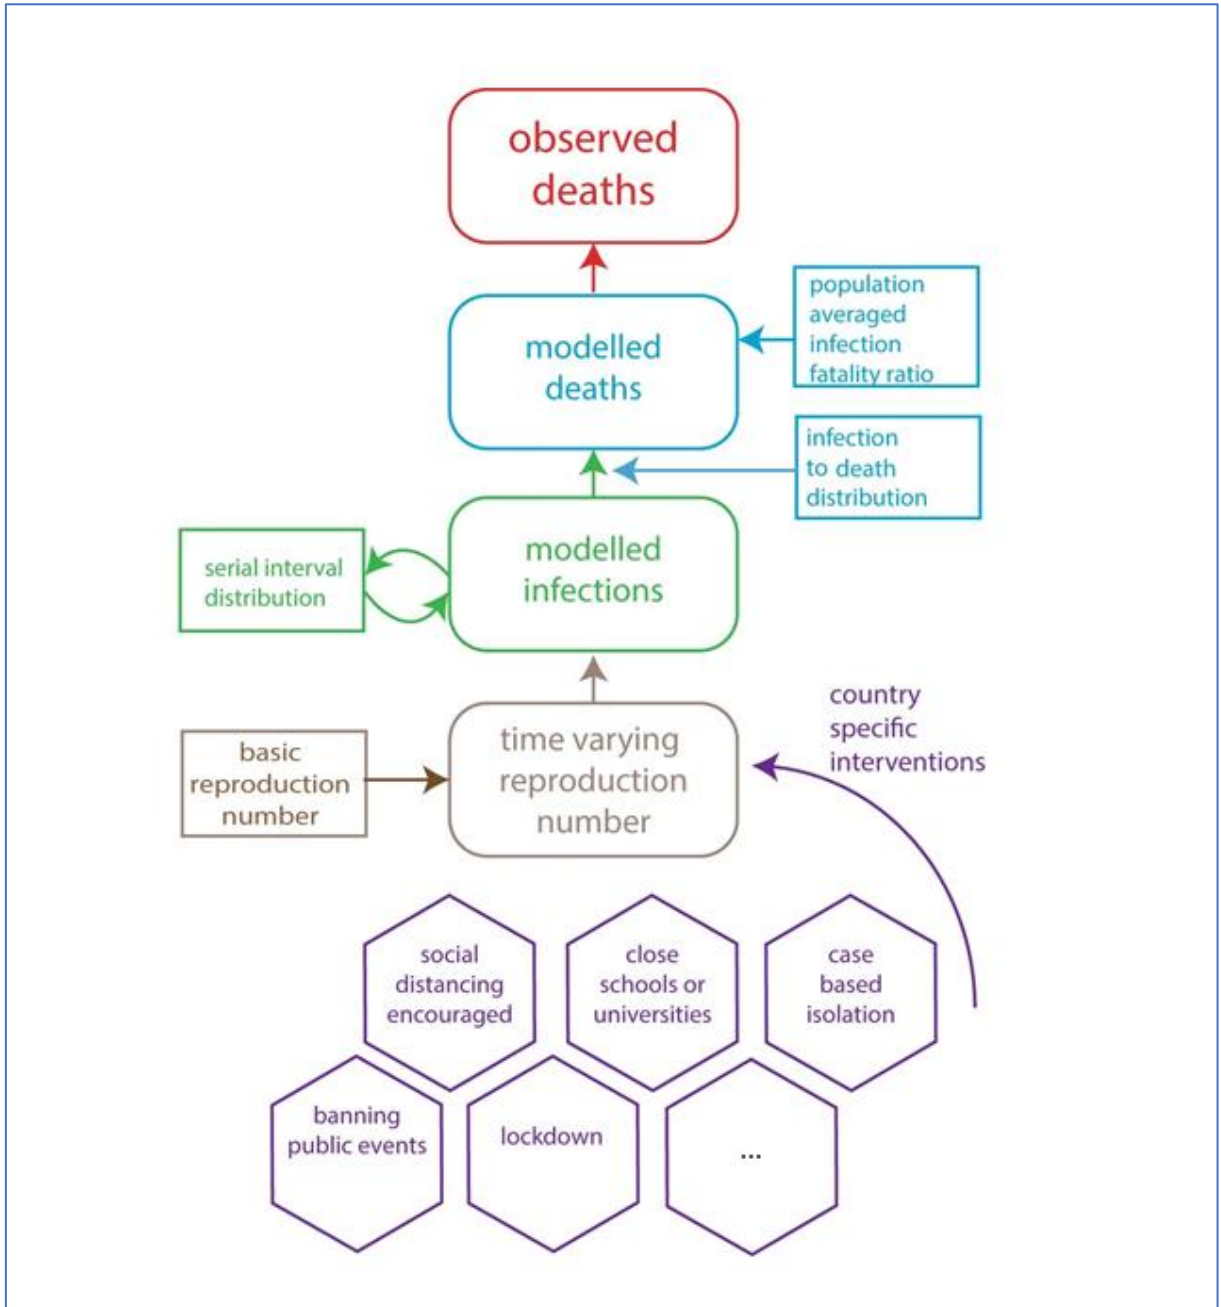 observed
deaths
population
averaged
infection
fatality ratio
modelled
deaths
infection
to death
distribution
modelled
infections
serial interval
distribution
country
specific
interventions
time varying
reproduction
number
basic
reproduction
number
social
distancing
encouraged
close
schools or
universities
case
based
isolation
banning
public events
lockdown
...